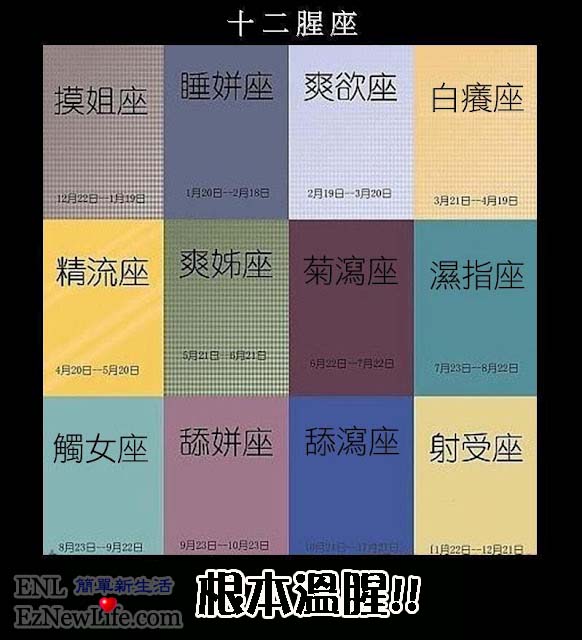 十二腥座
摸姐座 睡姘座 爽欲座 白癢座
12月22日--1月19日 1月20日--2月18日 2月19日--3月20日 3月21日--4月19日
精流座 爽姊座 菊瀉座 濕指座
4月20日--5月20日 5月21日--6月21日 6月22日--7月22日 7月23日--8月22日
觸女座 舔姘座 舔瀉座 射受座
8月23日--9月22日 9月23日--10月23日 11月22日--12月21日
ENL 簡單新生活
EzNewLife.com
根本溫腥!!